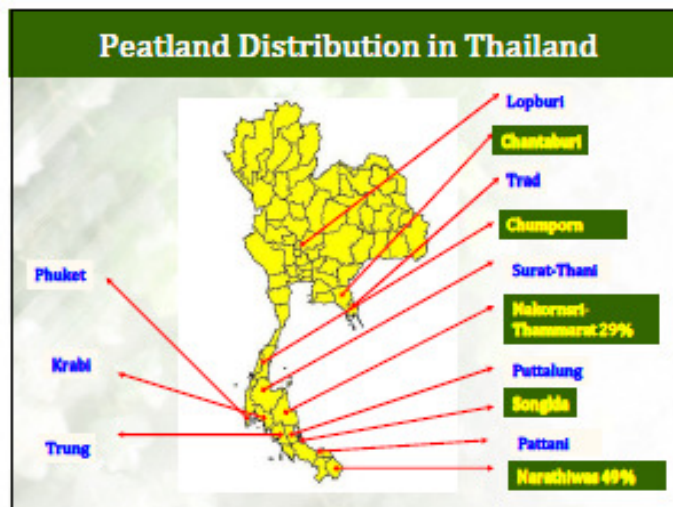 Peatland Distribution in Thailand
Lopburi
Chantaburi
Trad
Chumporn
Surat-Thani
Nakornsri-
Thammarat 29%
Puttalung
Songkla
Pattani
Narathiwas 49%
Phuket
Krabi
Trung